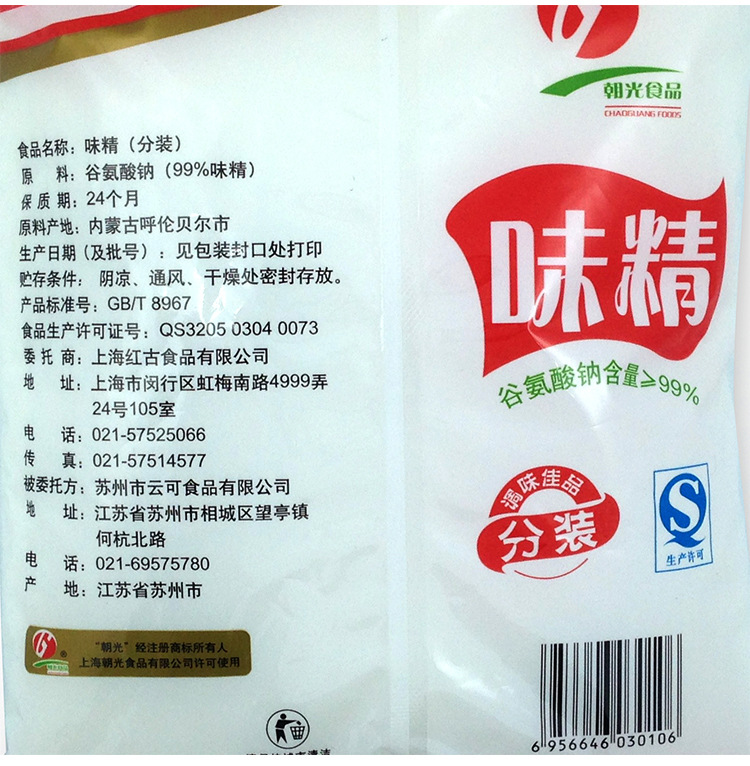 食品名称：味精（分装）
原 料：谷氨酸钠（99%味精）
保 质 期：24个月
原料产地：内蒙古呼伦贝尔市
生产日期（及批号）：见包装封口处打印
贮存条件： 阴凉、通风、干燥处密封存放。
产品标准号：GB/T 8967
食品生产许可证号：QS3205 0304 0073
委 托 商：上海红古食品有限公司
地 址：上海市闵行区虹梅南路4999弄
24号105室
电 话：021-57525066
传 真：021-57514577
被委托方：苏州市云可食品有限公司
地 址：江苏省苏州市相城区望亭镇
何杭北路
电 话：021-69575780
产 地：江苏省苏州市
朝光食品
“朝光”经注册商标所有人
上海朝光食品有限公司许可使用
朝光食品
CHAOGUANG FOODS
味精
谷氨酸钠含量≥99%
调味佳品
分装
生产许可
6 956646 030106